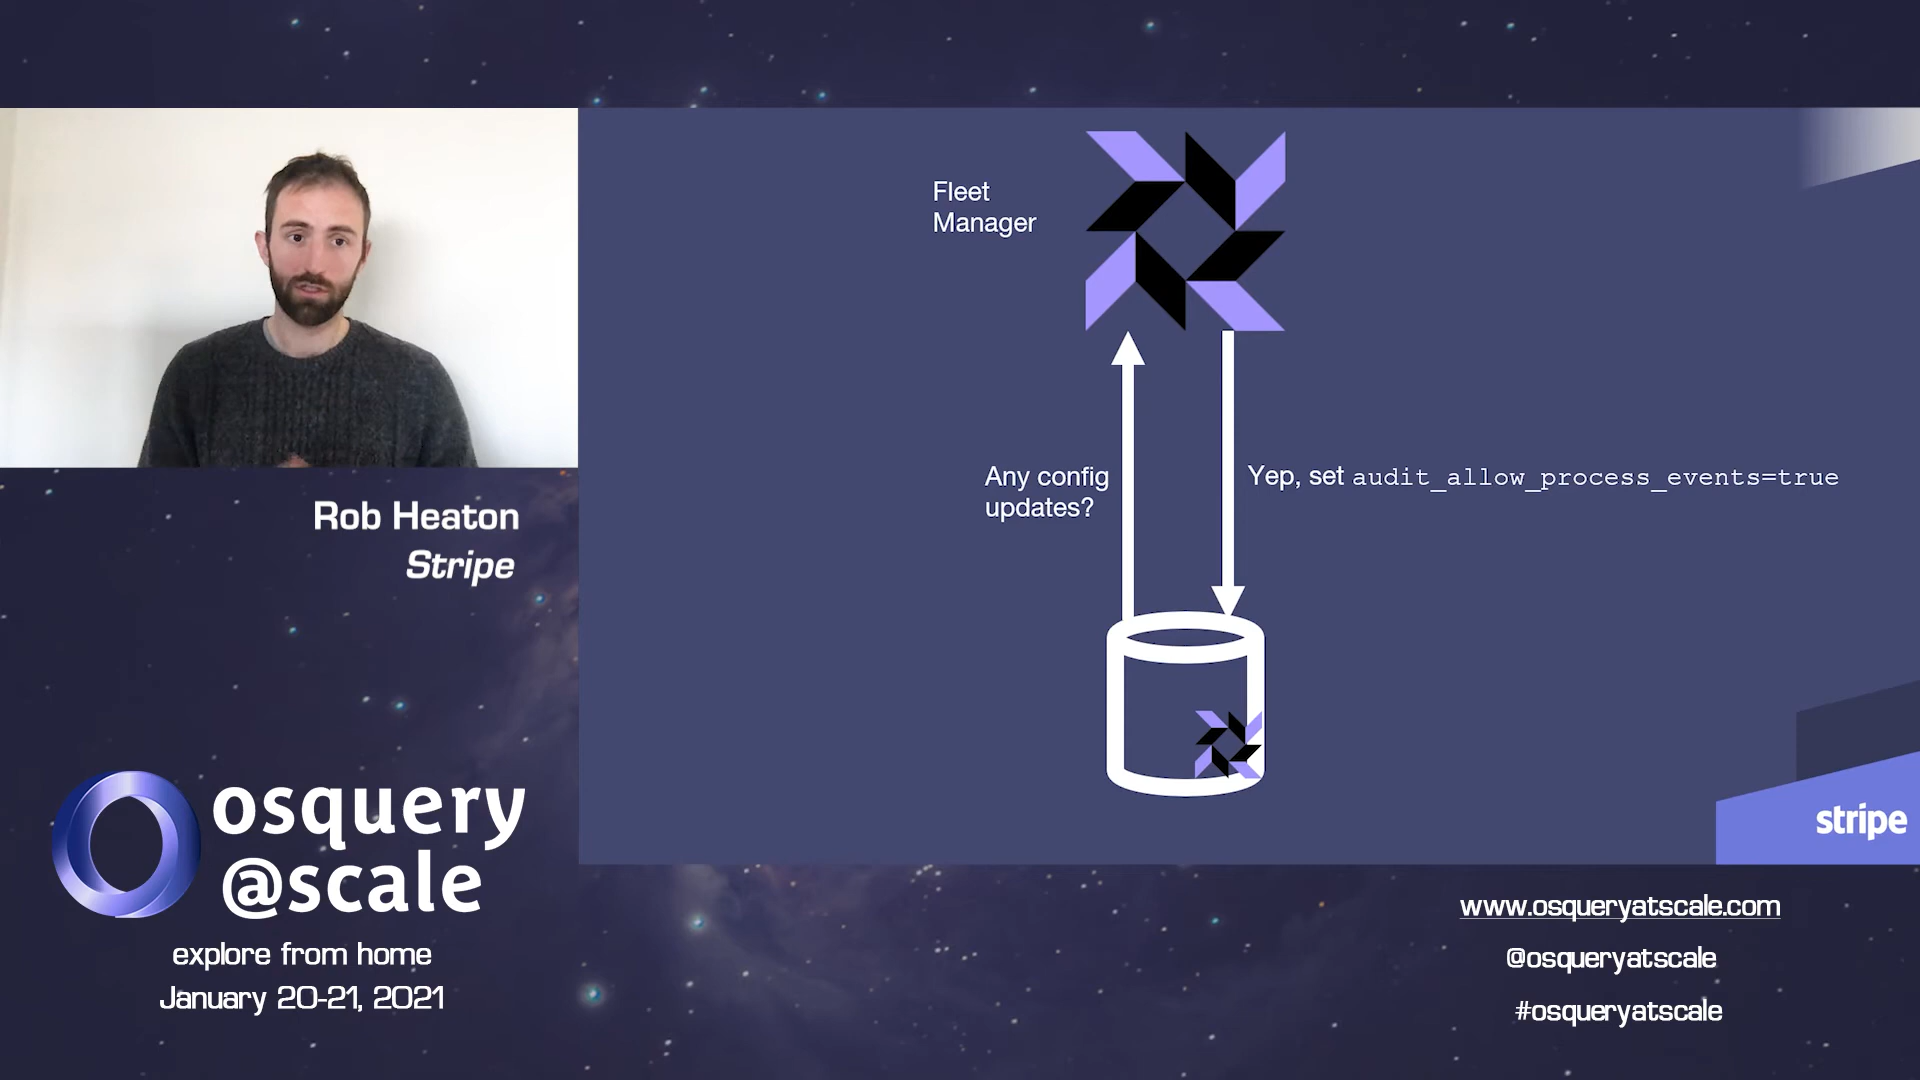 Fleet
Manager
Any config
updates?
Yep, set audit_allow_process_events=true
stripe
Rob Heaton
Stripe
osquery
@scale
explore from home
January 20-21, 2021
www.osqueryatscale.com
@osqueryatscale
#osqueryatscale